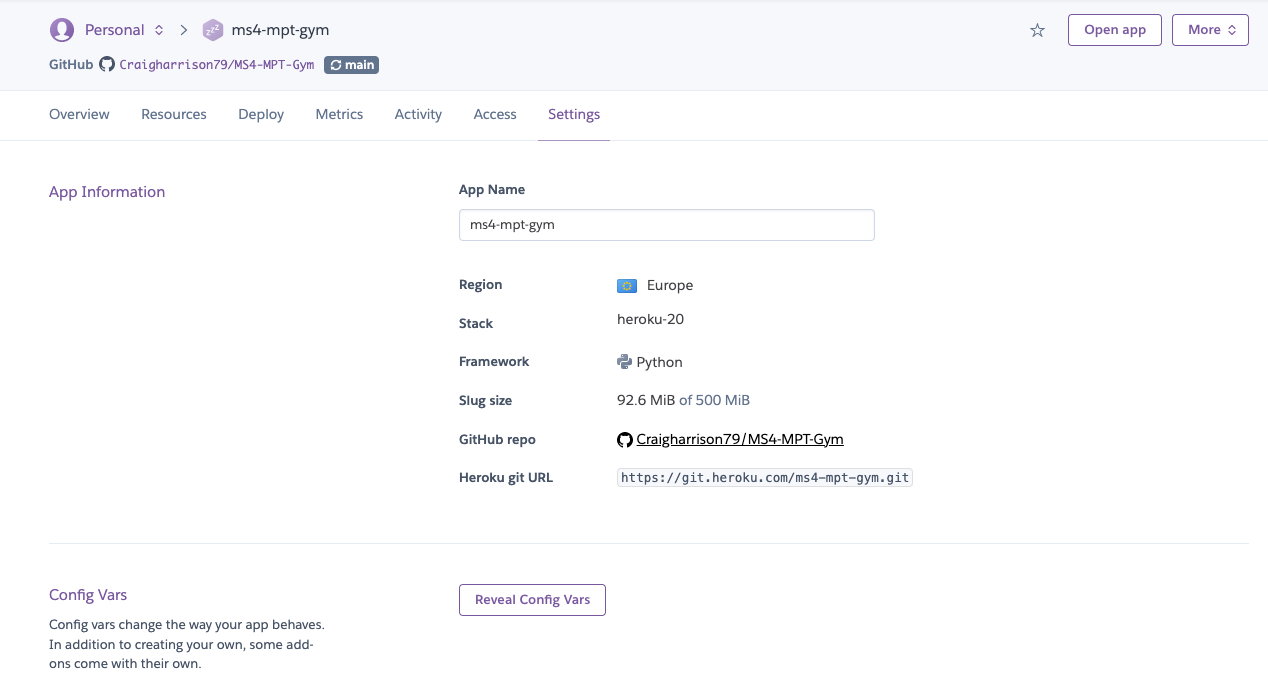 Personal ms4-mpt-gym Open app More
GitHub Craigharrison79/MS4-MPT-Gym main
Overview Resources Deploy Metrics Activity Access Settings
App Information
App Name
ms4-mpt-gym
Region Europe
Stack heroku-20
Framework Python
Slug size 92.6 MiB of 500 MiB
GitHub repo Craigharrison79/MS4-MPT-Gym
Heroku git URL https://git.heroku.com/ms4-mpt-gym.git
Config Vars
Reveal Config Vars
Config vars change the way your app behaves.
In addition to creating your own, some add-
ons come with their own.